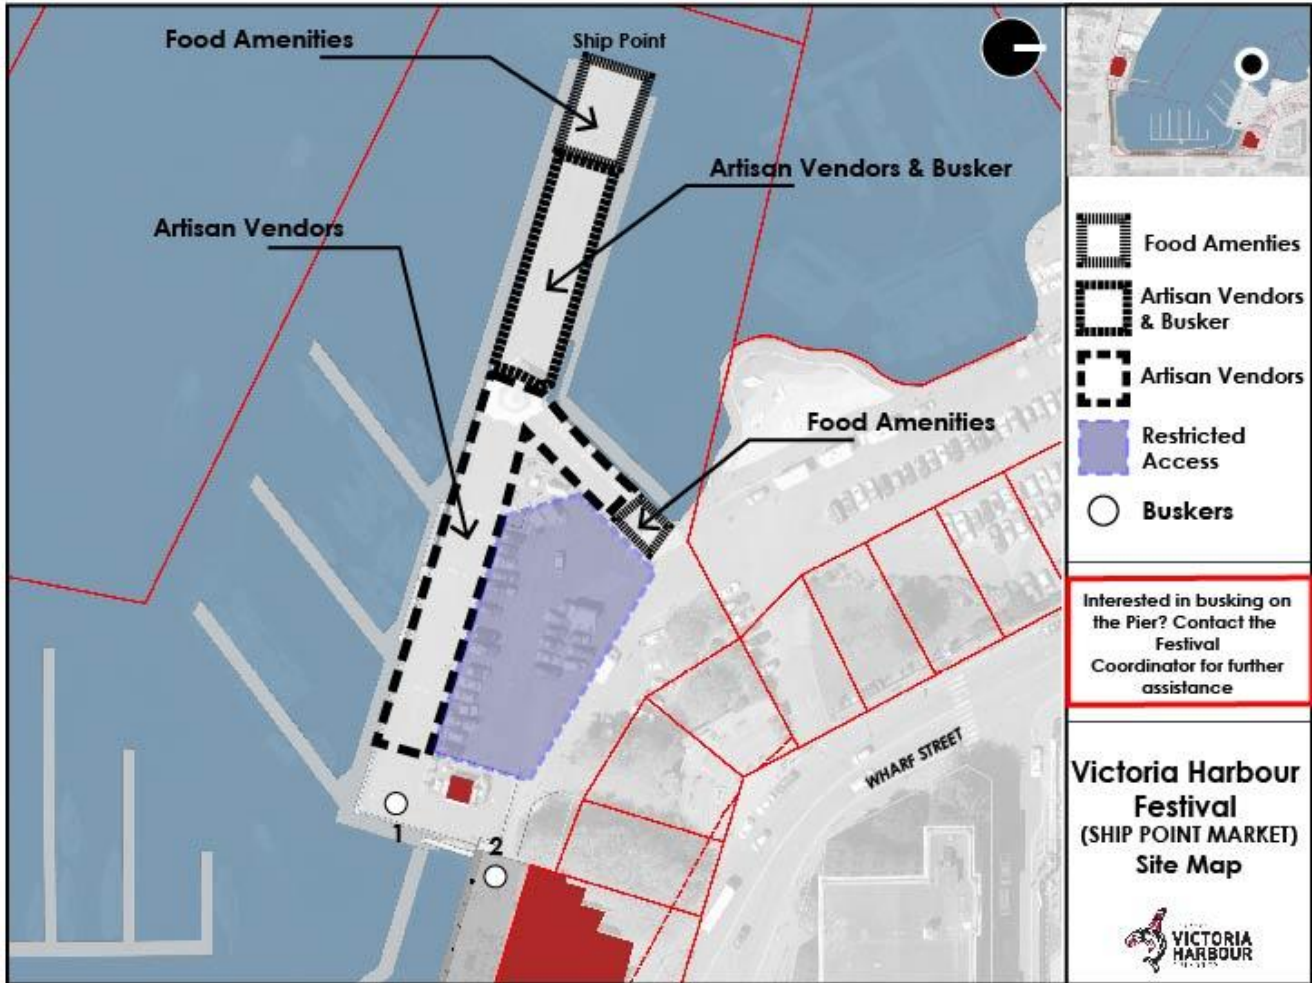 Food Amenities
Ship Point
Artisan Vendors & Busker
Artisan Vendors
Food Amenities
WHARF STREET
1
2
Food Amenties
Artisan Vendors
& Busker
Artisan Vendors
Restricted
Access
Buskers
Interested in busking on
the Pier? Contact the
Festival
Coordinator for further
assistance
Victoria Harbour
Festival
(SHIP POINT MARKET)
Site Map
VICTORIA
HARBOUR